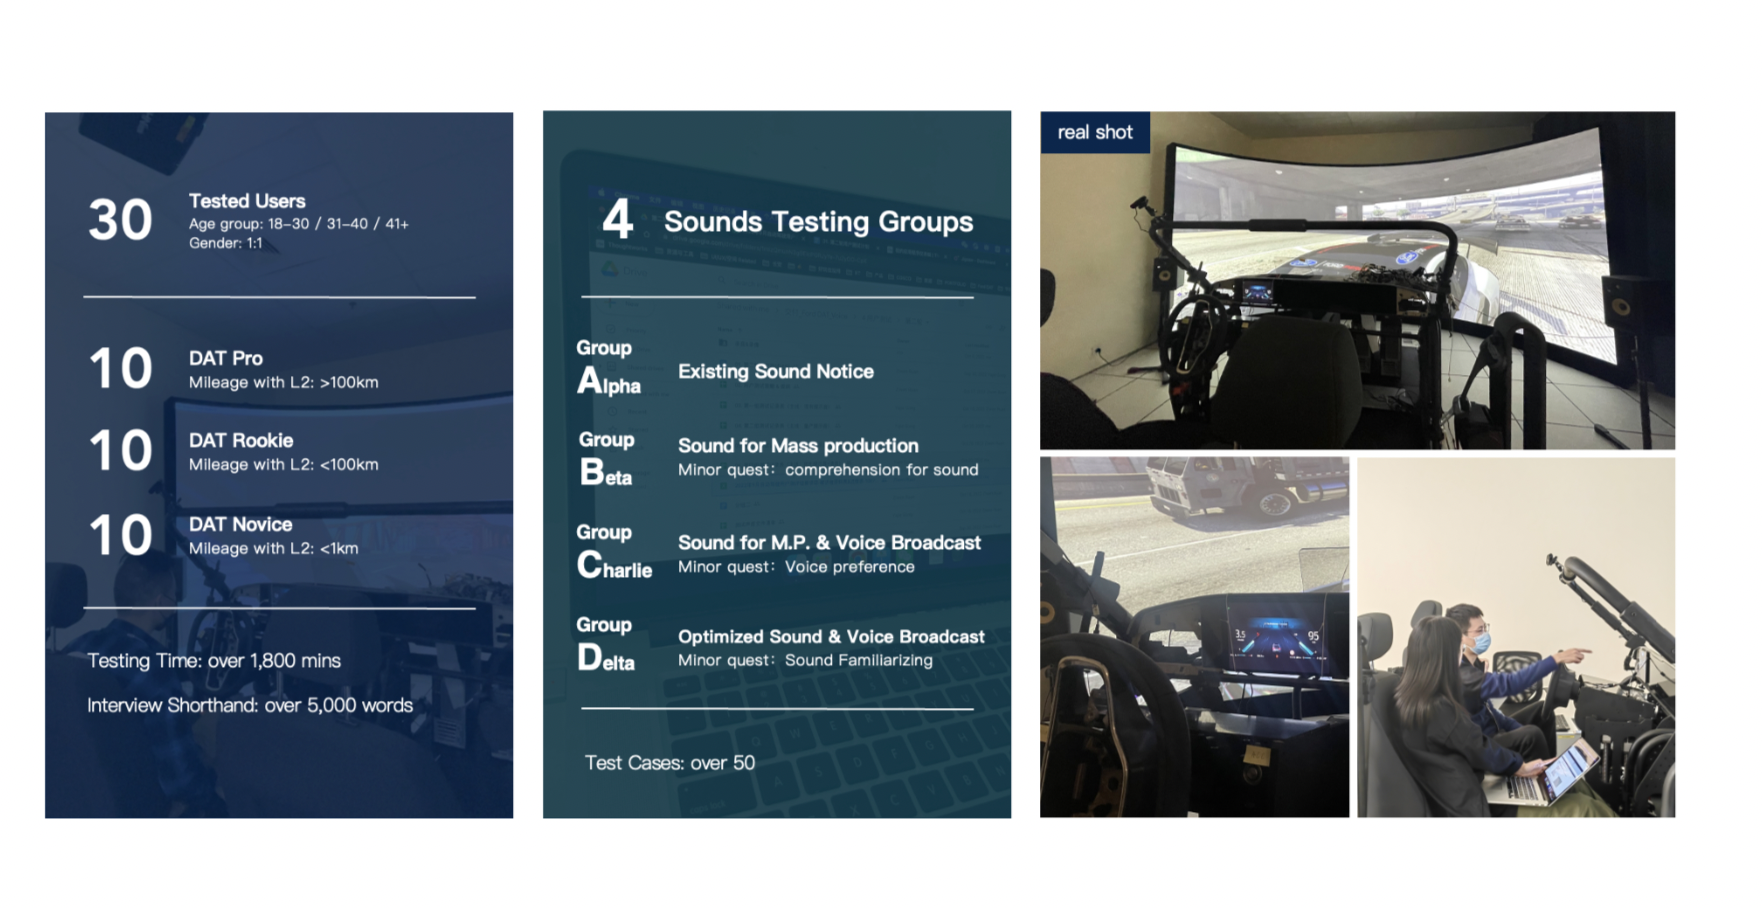 30
Tested Users
Age group: 18-30 / 31-40 / 41+
Gender: 1:1
10
DAT Pro
Mileage with L2: >100km
10
DAT Rookie
Mileage with L2: <100km
10
DAT Novice
Mileage with L2: <1km
Testing Time: over 1,800 mins
Interview Shorthand: over 5,000 words
4 Sounds Testing Groups
Group
Alpha
Existing Sound Notice
Group
Beta
Sound for Mass production
Minor quest: comprehension for sound
Group
Charlie
Sound for M.P. & Voice Broadcast
Minor quest: Voice preference
Group
Delta
Optimized Sound & Voice Broadcast
Minor quest: Sound Familiarizing
Test Cases: over 50
real shot
3.5
95